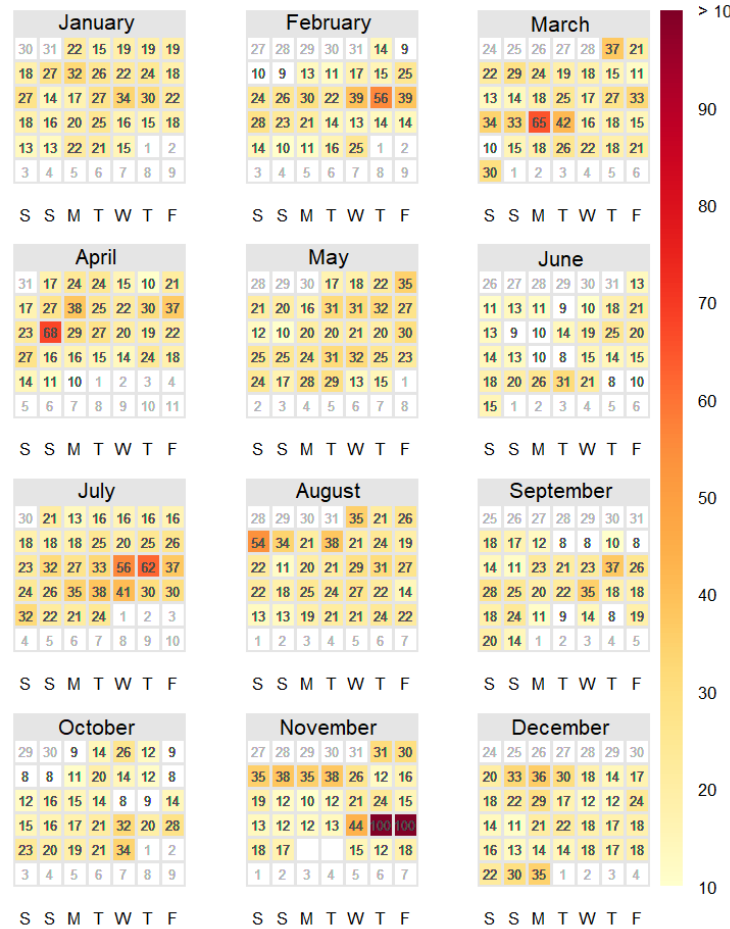 January February March
30 31 22 15 19 19 19 27 28 29 30 31 14 9 24 25 26 27 28 37 21
18 27 32 26 22 24 18 10 9 13 11 17 15 25 22 29 24 19 18 15 11
27 14 17 27 34 30 22 24 26 30 22 39 56 39 13 14 18 25 17 27 33
18 16 20 25 16 15 18 28 23 21 14 13 14 14 34 33 65 42 16 18 15
13 13 22 21 15 1 2 14 10 11 16 25 1 2 10 15 18 26 22 18 21
3 4 5 6 7 8 9 3 4 5 6 7 8 9 30 1 2 3 4 5 6
S S M T W T F S S M T W T F S S M T W T F
April May June
31 17 24 24 15 10 21 28 29 30 17 18 22 35 26 27 28 29 30 31 13
17 27 38 25 22 30 37 21 20 16 31 31 32 27 11 13 11 9 10 18 21
23 68 29 27 20 19 22 12 10 20 20 21 20 30 13 9 10 14 19 25 20
27 16 16 15 14 24 18 25 25 24 31 32 25 23 14 13 10 8 15 14 15
14 11 10 1 2 3 4 24 17 28 29 13 15 1 18 20 26 31 21 8 10
5 6 7 8 9 10 11 2 3 4 5 6 7 8 15 1 2 3 4 5 6
S S M T W T F S S M T W T F S S M T W T F
July August September
30 21 13 16 16 16 16 28 29 30 31 35 21 26 25 26 27 28 29 30 31
18 18 18 25 20 25 26 54 34 21 38 21 24 19 18 17 12 8 8 10 8
23 32 27 33 56 62 37 22 11 20 21 29 31 27 14 11 23 21 23 37 26
24 26 35 38 41 30 30 22 18 25 24 27 22 14 28 25 20 22 35 18 18
32 22 21 24 1 2 3 13 13 19 21 21 24 22 18 24 11 9 14 8 19
4 5 6 7 8 9 10 1 2 3 4 5 6 7 20 14 1 2 3 4 5
S S M T W T F S S M T W T F S S M T W T F
October November December
29 30 9 14 26 12 9 27 28 29 30 31 31 30 24 25 26 27 28 29 30
8 8 11 20 14 12 8 35 38 35 38 26 12 16 20 33 36 30 18 14 17
12 16 15 14 8 9 14 19 12 10 12 21 24 15 18 22 29 17 12 12 24
15 16 17 21 32 20 28 13 12 12 13 44 100 100 14 11 21 22 18 17 18
23 20 19 21 34 1 2 18 17 15 12 18 16 13 14 14 18 17 18
3 4 5 6 7 8 9 1 2 3 4 5 6 7 22 30 35 1 2 3 4
S S M T W T F S S M T W T F S S M T W T F
> 10
90
80
70
60
50
40
30
20
10